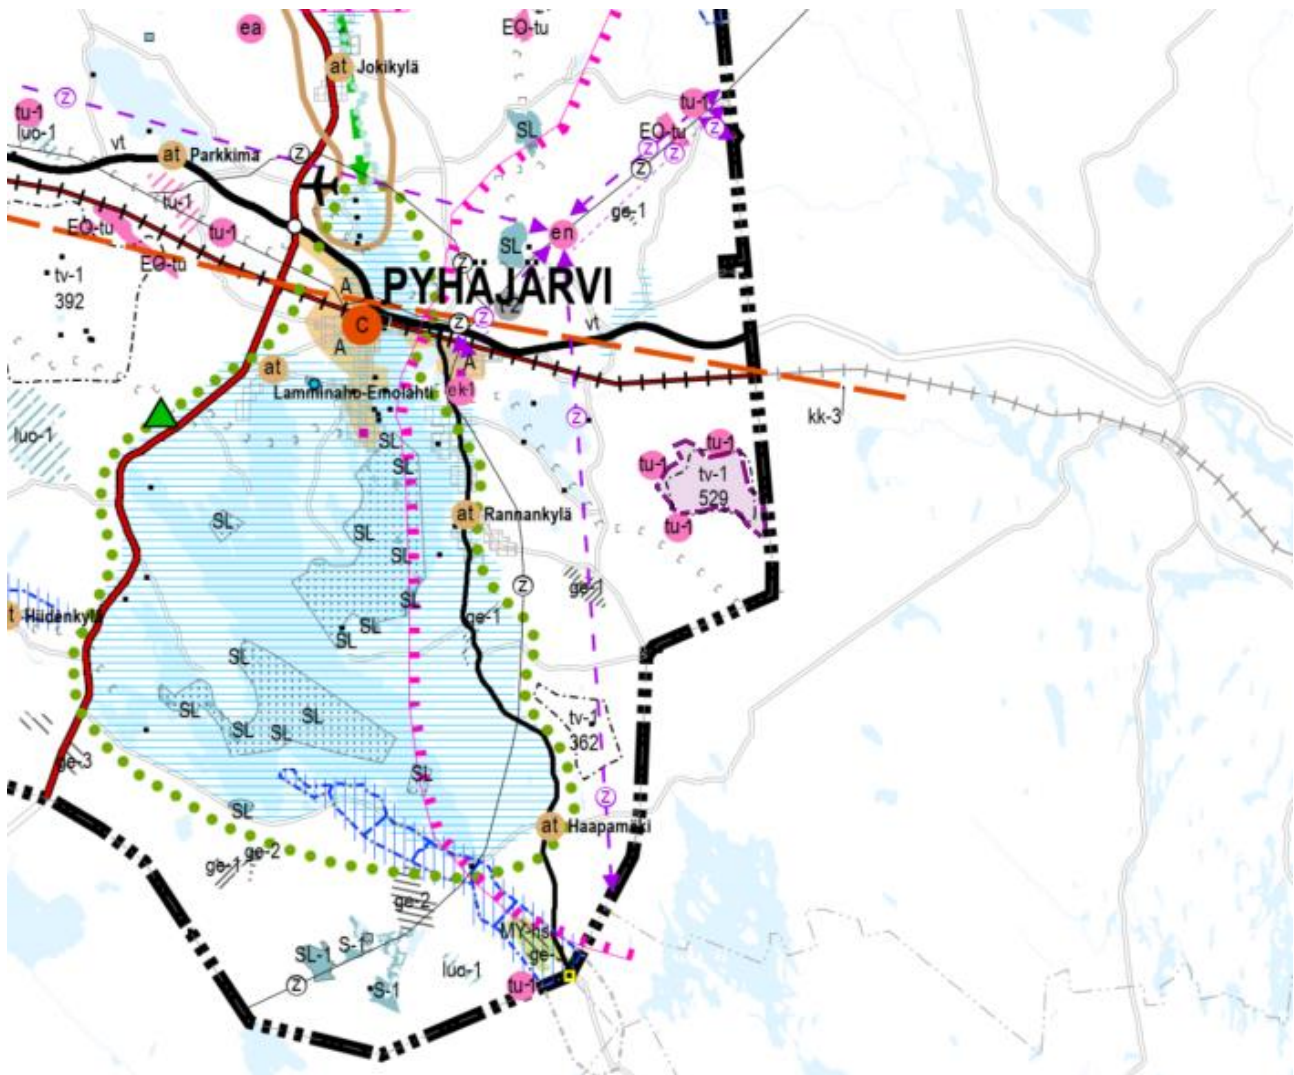 ea
EO-tu
at Jokikylä
z
tu-1
tu-1
luo-1
SL
EO-tu
z
vt
at Parkkima
z
z
z
z
tu-1
ge-1
EO-tu
tu-1
SL
en
EO-tu
z
tv-1
392
A
PYHÄJÄRVI
C
z
z
vt
A
A
at
Lamminaho-Emolahti
ek1
kk-3
z
luo-1
SL
tu-1
SL
tu-1
tv-1
529
at Rannankylä
SL
SL
tu-1
SL
z
ge-1
SL
t Hiidenkylä
ge-1
SL
SL
SL
SL
SL
SL
SL
tv-1
362
ge-3
SL
z
SL
at Haapamäki
ge-2
ge-1
ge-2
MY-hs
SL-1
S-1
luo-1
z
S-1
tu-1